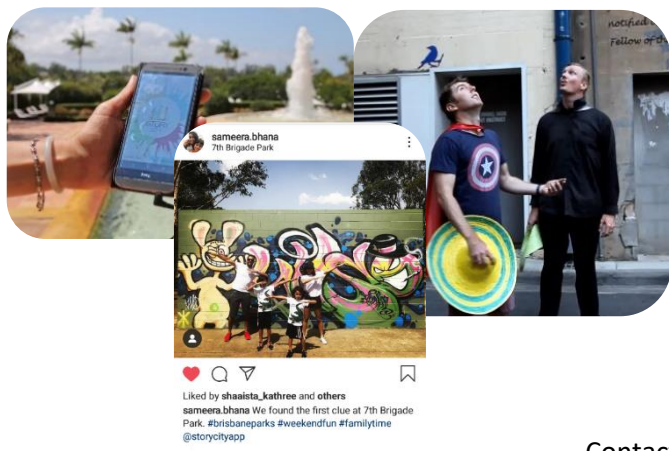 notified
Fellow of th
sameera.bhana
7th Brigade Park
Liked by shaaista_kathree and others
sameera.bhana We found the first clue at 7th Brigade
Park. #brisbaneparks #weekendfun #familytime
@storycityapp
Contac